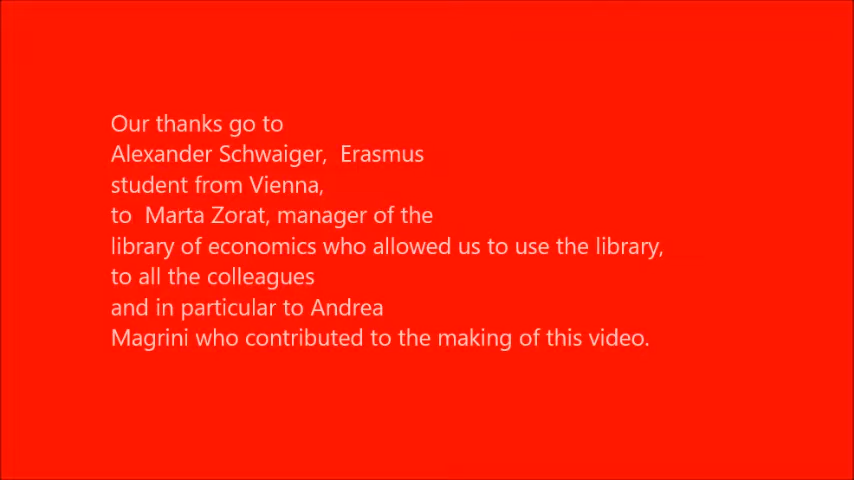 Our thanks go to
Alexander Schwaiger,  Erasmus
student from Vienna,
to  Marta Zorat, manager of the
library of economics who allowed us to use the library,
to all the colleagues
and in particular to Andrea
Magrini who contributed to the making of this video.